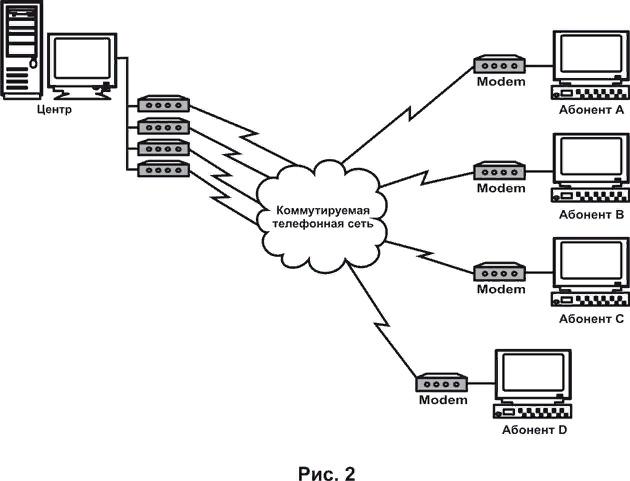 Центр
Modem
Абонент A
Modem
Абонент B
Коммутируемая
телефонная сеть
Modem
Абонент C
Modem
Абонент D
Рис. 2